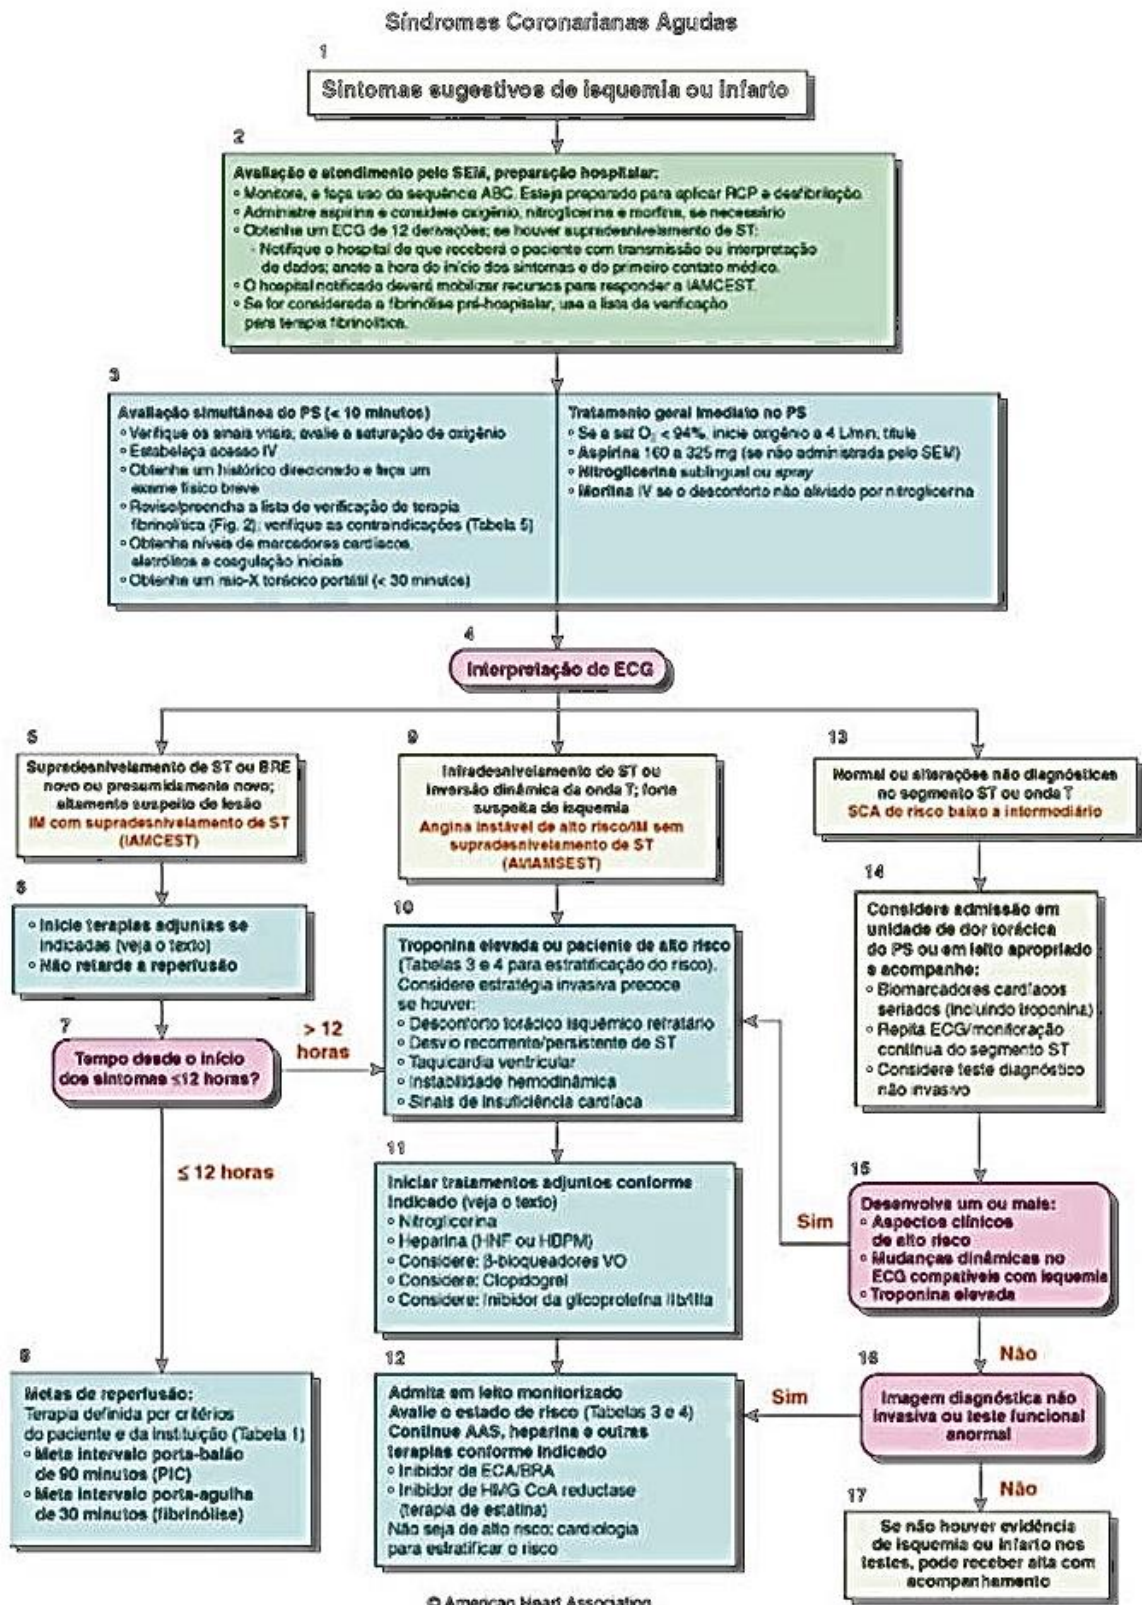 Síndromes Coronarianas Agudas
1
Sintomas sugestivos de isquemia ou infarto
2
Avaliação e atendimento pelo SEM, preparação hospitalar:
◦ Monitore, e faça uso da sequência ABC. Esteja preparado para aplicar RCP e desfibrilação.
◦ Administre aspirina e considere oxigênio, nitroglicerina e morfina, se necessário
◦ Obtenha um ECG de 12 derivações; se houver supradesnivelamento de ST:
- Notifique o hospital de que receberá o paciente com transmissão ou interpretação
de dados; anote a hora do início dos sintomas e do primeiro contato médico.
◦ O hospital notificado deverá mobilizar recursos para responder a IAMCEST.
◦ Se for considerada a fibrinólise pré-hospitalar, use a lista de verificação
para terapia fibrinolítica.
3
Avaliação simultânea do PS (< 10 minutos)
◦ Verifique os sinais vitais; avalie a saturação de oxigênio
◦ Estabeleça acesso IV
◦ Obtenha um histórico direcionado e faça um
exame físico breve
◦ Revise/preencha a lista de verificação de terapia
fibrinolítica (Fig. 2); verifique as contraindicações (Tabela 5)
◦ Obtenha níveis de marcadores cardíacos,
eletrólitos e coagulação iniciais
◦ Obtenha um raio-X torácico portátil (< 30 minutos)
Tratamento geral imediato no PS
◦ Se a sat O₂ < 94%, inicie oxigênio a 4 L/min, titule
◦ Aspirina 160 a 325 mg (se não administrada pelo SEM)
◦ Nitroglicerina sublingual ou spray
◦ Morfina IV se o desconforto não aliviado por nitroglicerina
4
Interpretação do ECG
5
Supradesnivelamento de ST ou BRE
novo ou presumidamente novo;
altamente suspeito de lesão
IM com supradesnivelamento de ST
(IAMCEST)
6
◦ Inicie terapias adjuntas se
indicadas (veja o texto)
◦ Não retarde a reperfusão
7
Tempo desde o início
dos sintomas ≤12 horas?
> 12
horas
≤ 12 horas
8
Metas de reperfusão:
Terapia definida por critérios
do paciente e da instituição (Tabela 1)
◦ Meta intervalo porta-balão
de 90 minutos (PIC)
◦ Meta intervalo porta-agulha
de 30 minutos (fibrinólise)
9
Infradesnivelamento de ST ou
inversão dinâmica da onda T; forte
suspeita de isquemia
Angina instável de alto risco/IM sem
supradesnivelamento de ST
(AI/IAMSEST)
10
Troponina elevada ou paciente de alto risco
(Tabelas 3 e 4 para estratificação do risco).
Considere estratégia invasiva precoce
se houver:
◦ Desconforto torácico isquêmico refratário
◦ Desvio recorrente/persistente de ST
◦ Taquicardia ventricular
◦ Instabilidade hemodinâmica
◦ Sinais de insuficiência cardíaca
11
Iniciar tratamentos adjuntos conforme
indicado (veja o texto)
◦ Nitroglicerina
◦ Heparina (HNF ou HBPM)
◦ Considere: β-bloqueadores VO
◦ Considere: Clopidogrel
◦ Considere: Inibidor da glicoproteína IIb/IIIa
12
Admita em leito monitorizado
Avalie o estado de risco (Tabelas 3 e 4)
Continue AAS, heparina e outras
terapias conforme indicado
◦ Inibidor de ECA/BRA
◦ Inibidor de HMG CoA reductase
(terapia de estatina)
Não seja de alto risco: cardiologia
para estratificar o risco
13
Normal ou alterações não diagnósticas
no segmento ST ou onda T
SCA de risco baixo a intermediário
14
Considere admissão em
unidade de dor torácica
do PS ou em leito apropriado
e acompanhe:
◦ Biomarcadores cardíacos
seriados (incluindo troponina)
◦ Repita ECG/monitoração
contínua do segmento ST
◦ Considere teste diagnóstico
não invasivo
15
Desenvolve um ou mais:
◦ Aspectos clínicos
de alto risco
◦ Mudanças dinâmicas no
ECG compatíveis com isquemia
◦ Troponina elevada
Sim
Não
16
Imagem diagnóstica não
invasiva ou teste funcional
anormal
Sim
Não
17
Se não houver evidência
de isquemia ou infarto nos
testes, pode receber alta com
acompanhamento
© American Heart Association